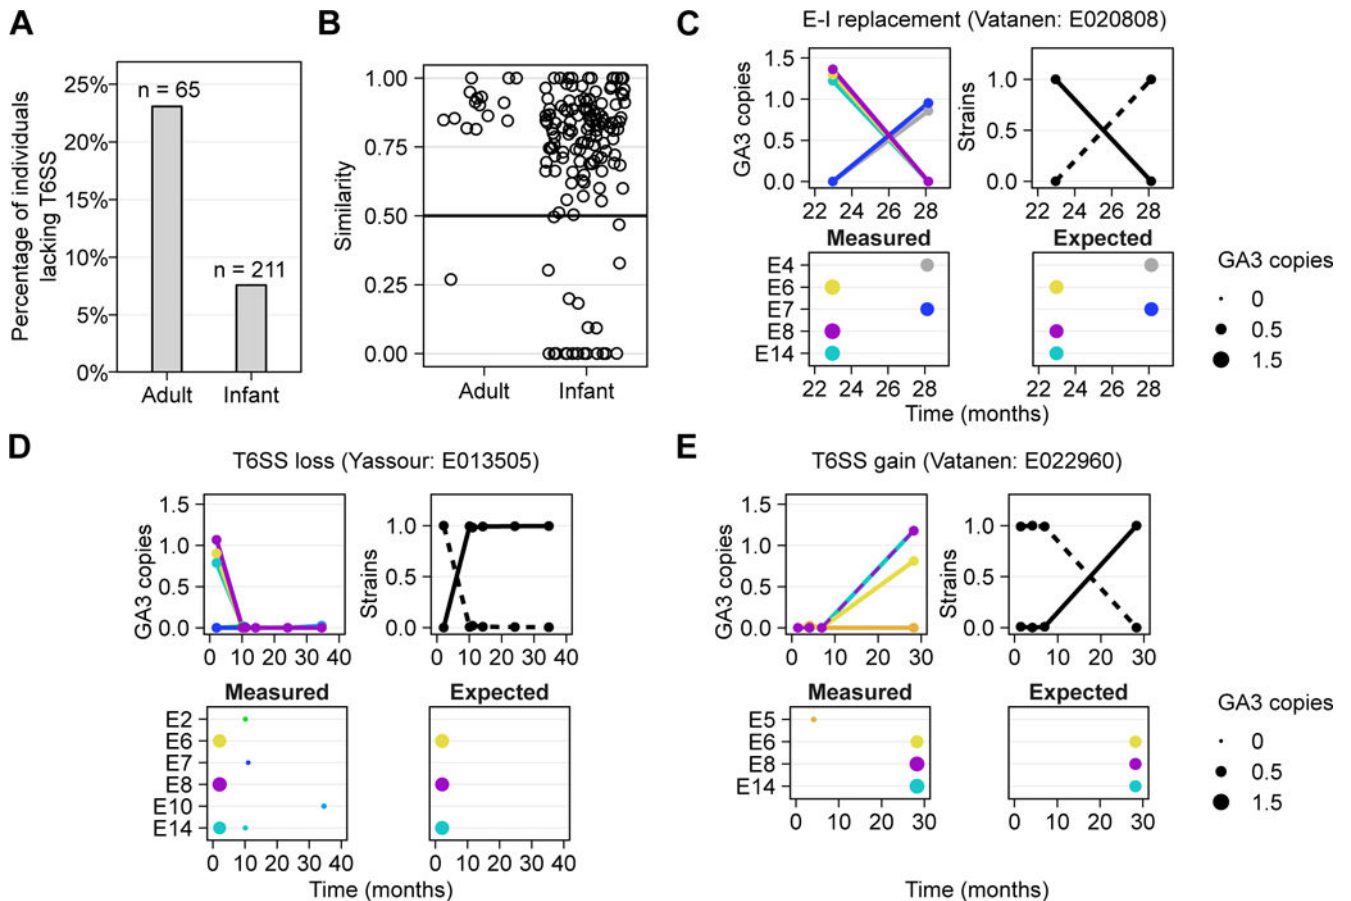 A
Percentage of individuals
lacking T6SS
25%
20%
15%
10%
5%
0%
n = 65
n = 211
Adult
Infant
B
Similarity
1.00
0.75
0.50
0.25
0.00
Adult
Infant
C
E-I replacement (Vatanen: E020808)
GA3 copies
1.5
1.0
0.5
0.0
22 24 26 28
Strains
1.0
0.5
0.0
22 24 26 28
Measured
Expected
E4
E6
E7
E8
E14
22 24 26 28
22 24 26 28
Time (months)
GA3 copies
0
0.5
1.5
D
T6SS loss (Yassour: E013505)
GA3 copies
1.5
1.0
0.5
0.0
0 10 20 30 40
Strains
1.0
0.5
0.0
0 10 20 30 40
Measured
Expected
E2
E6
E7
E8
E10
E14
0 10 20 30 40
0 10 20 30 40
Time (months)
E
T6SS gain (Vatanen: E022960)
GA3 copies
1.5
1.0
0.5
0.0
0 10 20 30
Strains
1.0
0.5
0.0
0 10 20 30
Measured
Expected
E5
E6
E8
E14
0 10 20 30
0 10 20 30
Time (months)
GA3 copies
0
0.5
1.5